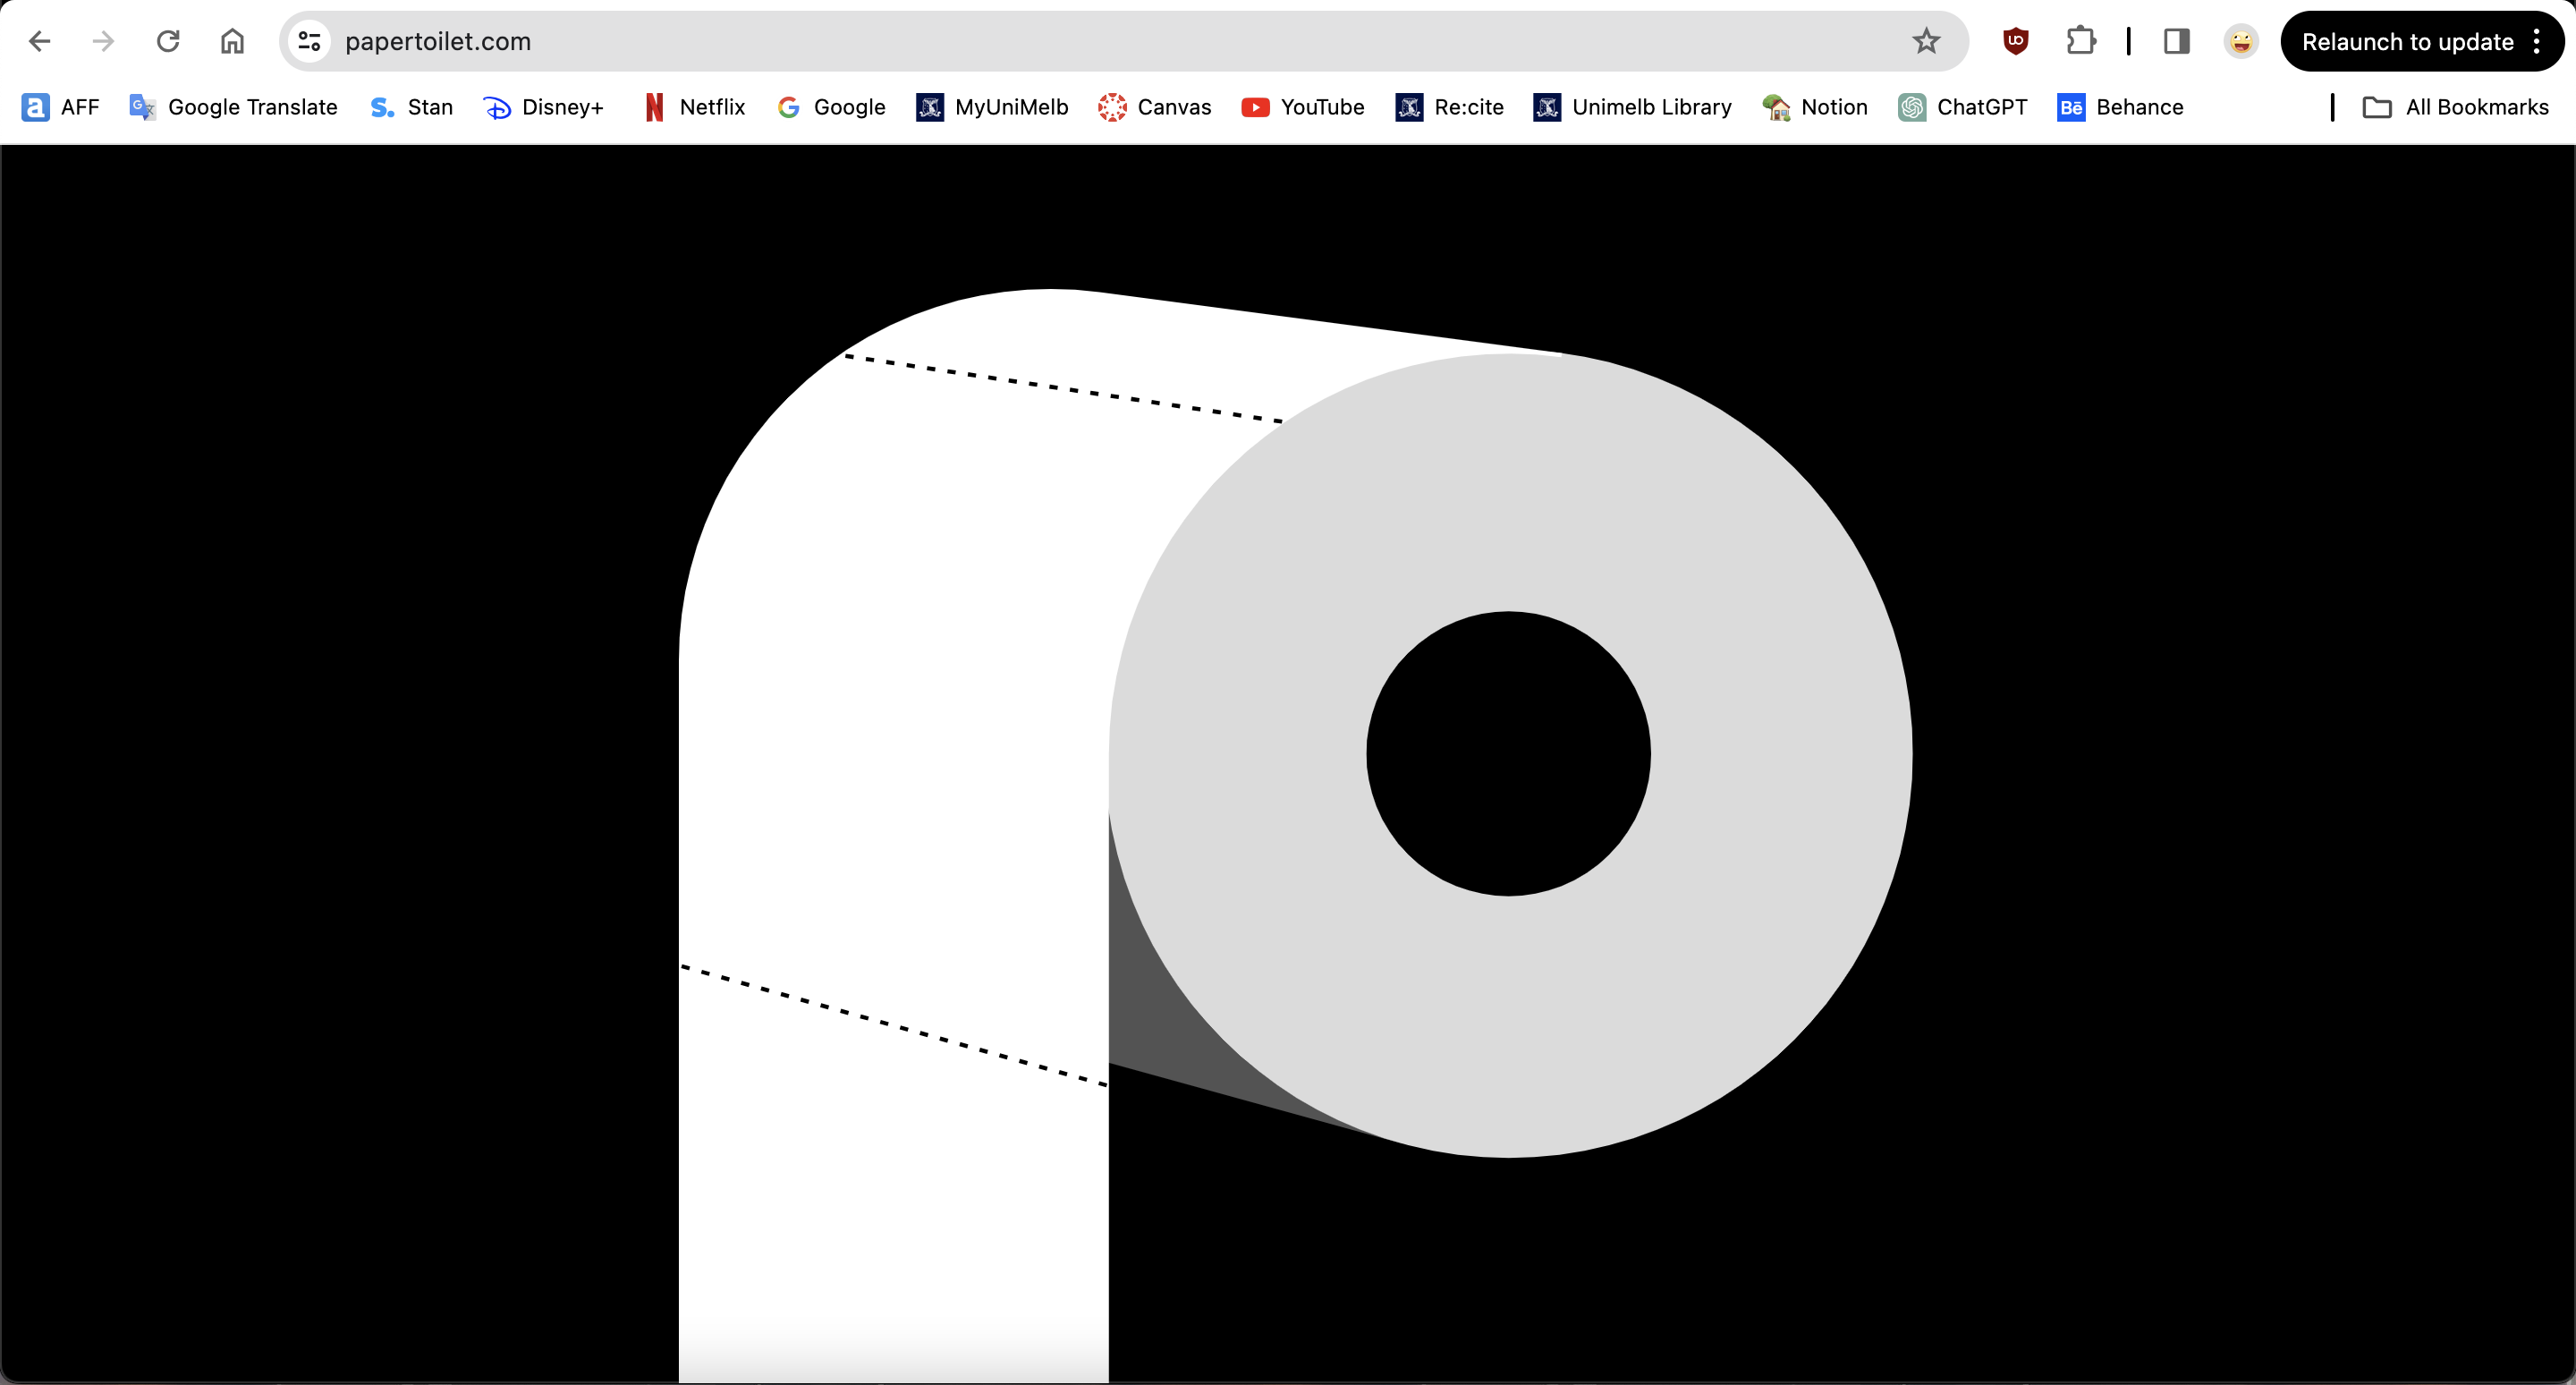 papertoilet.com
Relaunch to update
AFF Google Translate Stan Disney+ Netflix Google MyUniMelb Canvas YouTube Re:cite Unimelb Library Notion ChatGPT Behance All Bookmarks